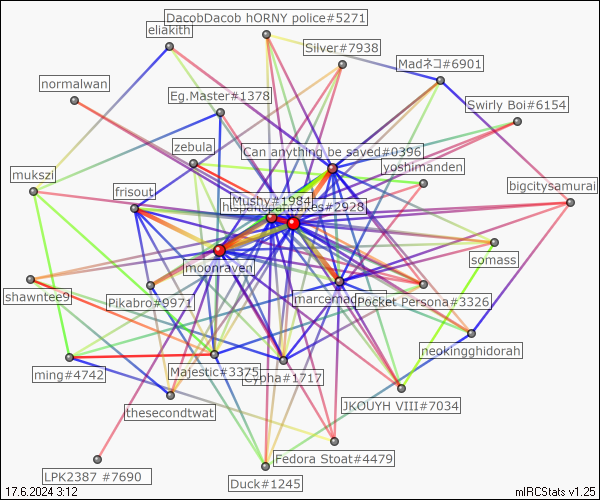 DacobDacob hORNY police#5271
eliakith
Silver#7938
Madネコ#6901
normalwan
Eg.Master#1378
Swirly Boi#6154
zebula
Can anything be saved#0396
yoshimanden
mukszi
frisout
Mushy#1984
bigcitysamurai
hispanicpancakes#2928
somass
moonraven
shawntee9
Pikabro#9971
Pocket Persona#3326
neokingghidorah
ming#4742
Majestic#3375
Cypha#1717
thesecondtwat
JKOUYH VIII#7034
Fedora Stoat#4479
LPK2387 #7690
Duck#1245
17.6.2024 3:12
mIRCStats v1.25